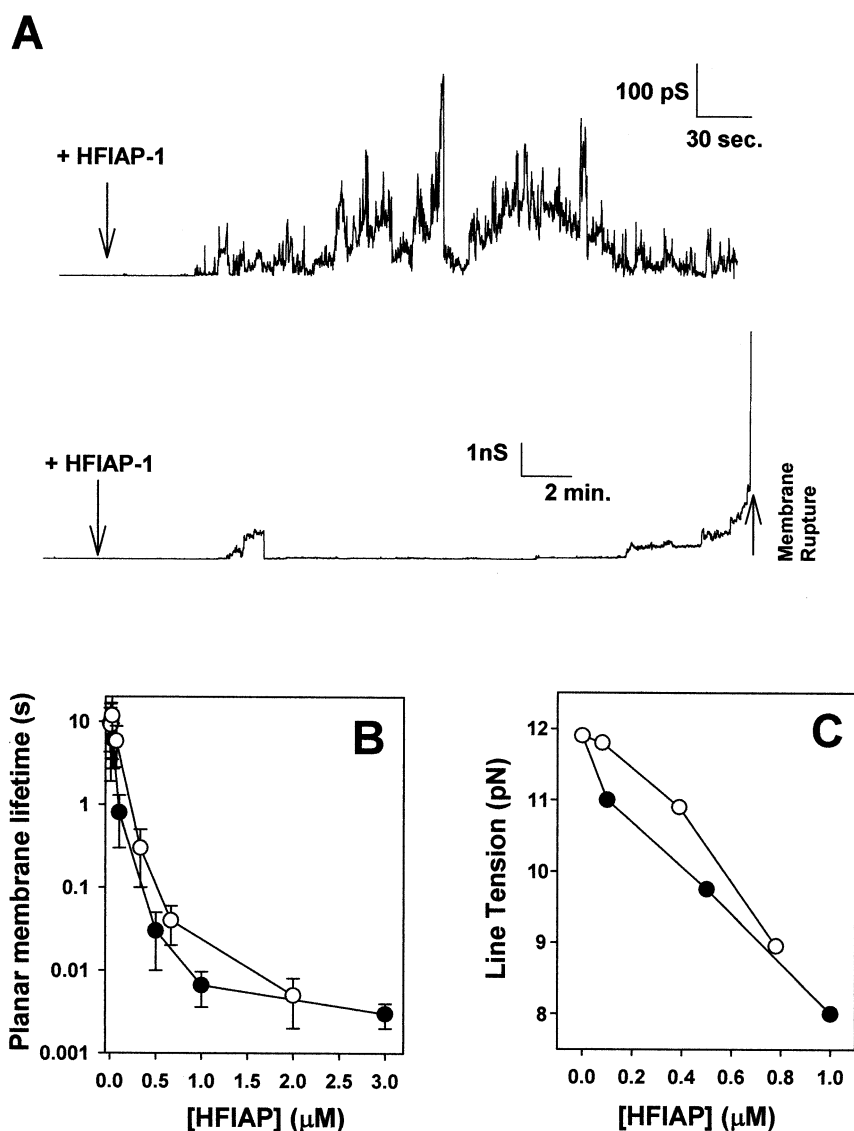 A
100 pS
30 sec.
+ HFIAP-1
+ HFIAP-1
1nS
2 min.
Membrane
Rupture
B
Planar membrane lifetime (s)
10
1
0.1
0.01
0.001
0.0 0.5 1.0 1.5 2.0 2.5 3.0
[HFIAP] (μM)
C
Line Tension (pN)
12
11
10
9
8
0.0 0.2 0.4 0.6 0.8 1.0
[HFIAP] (μM)